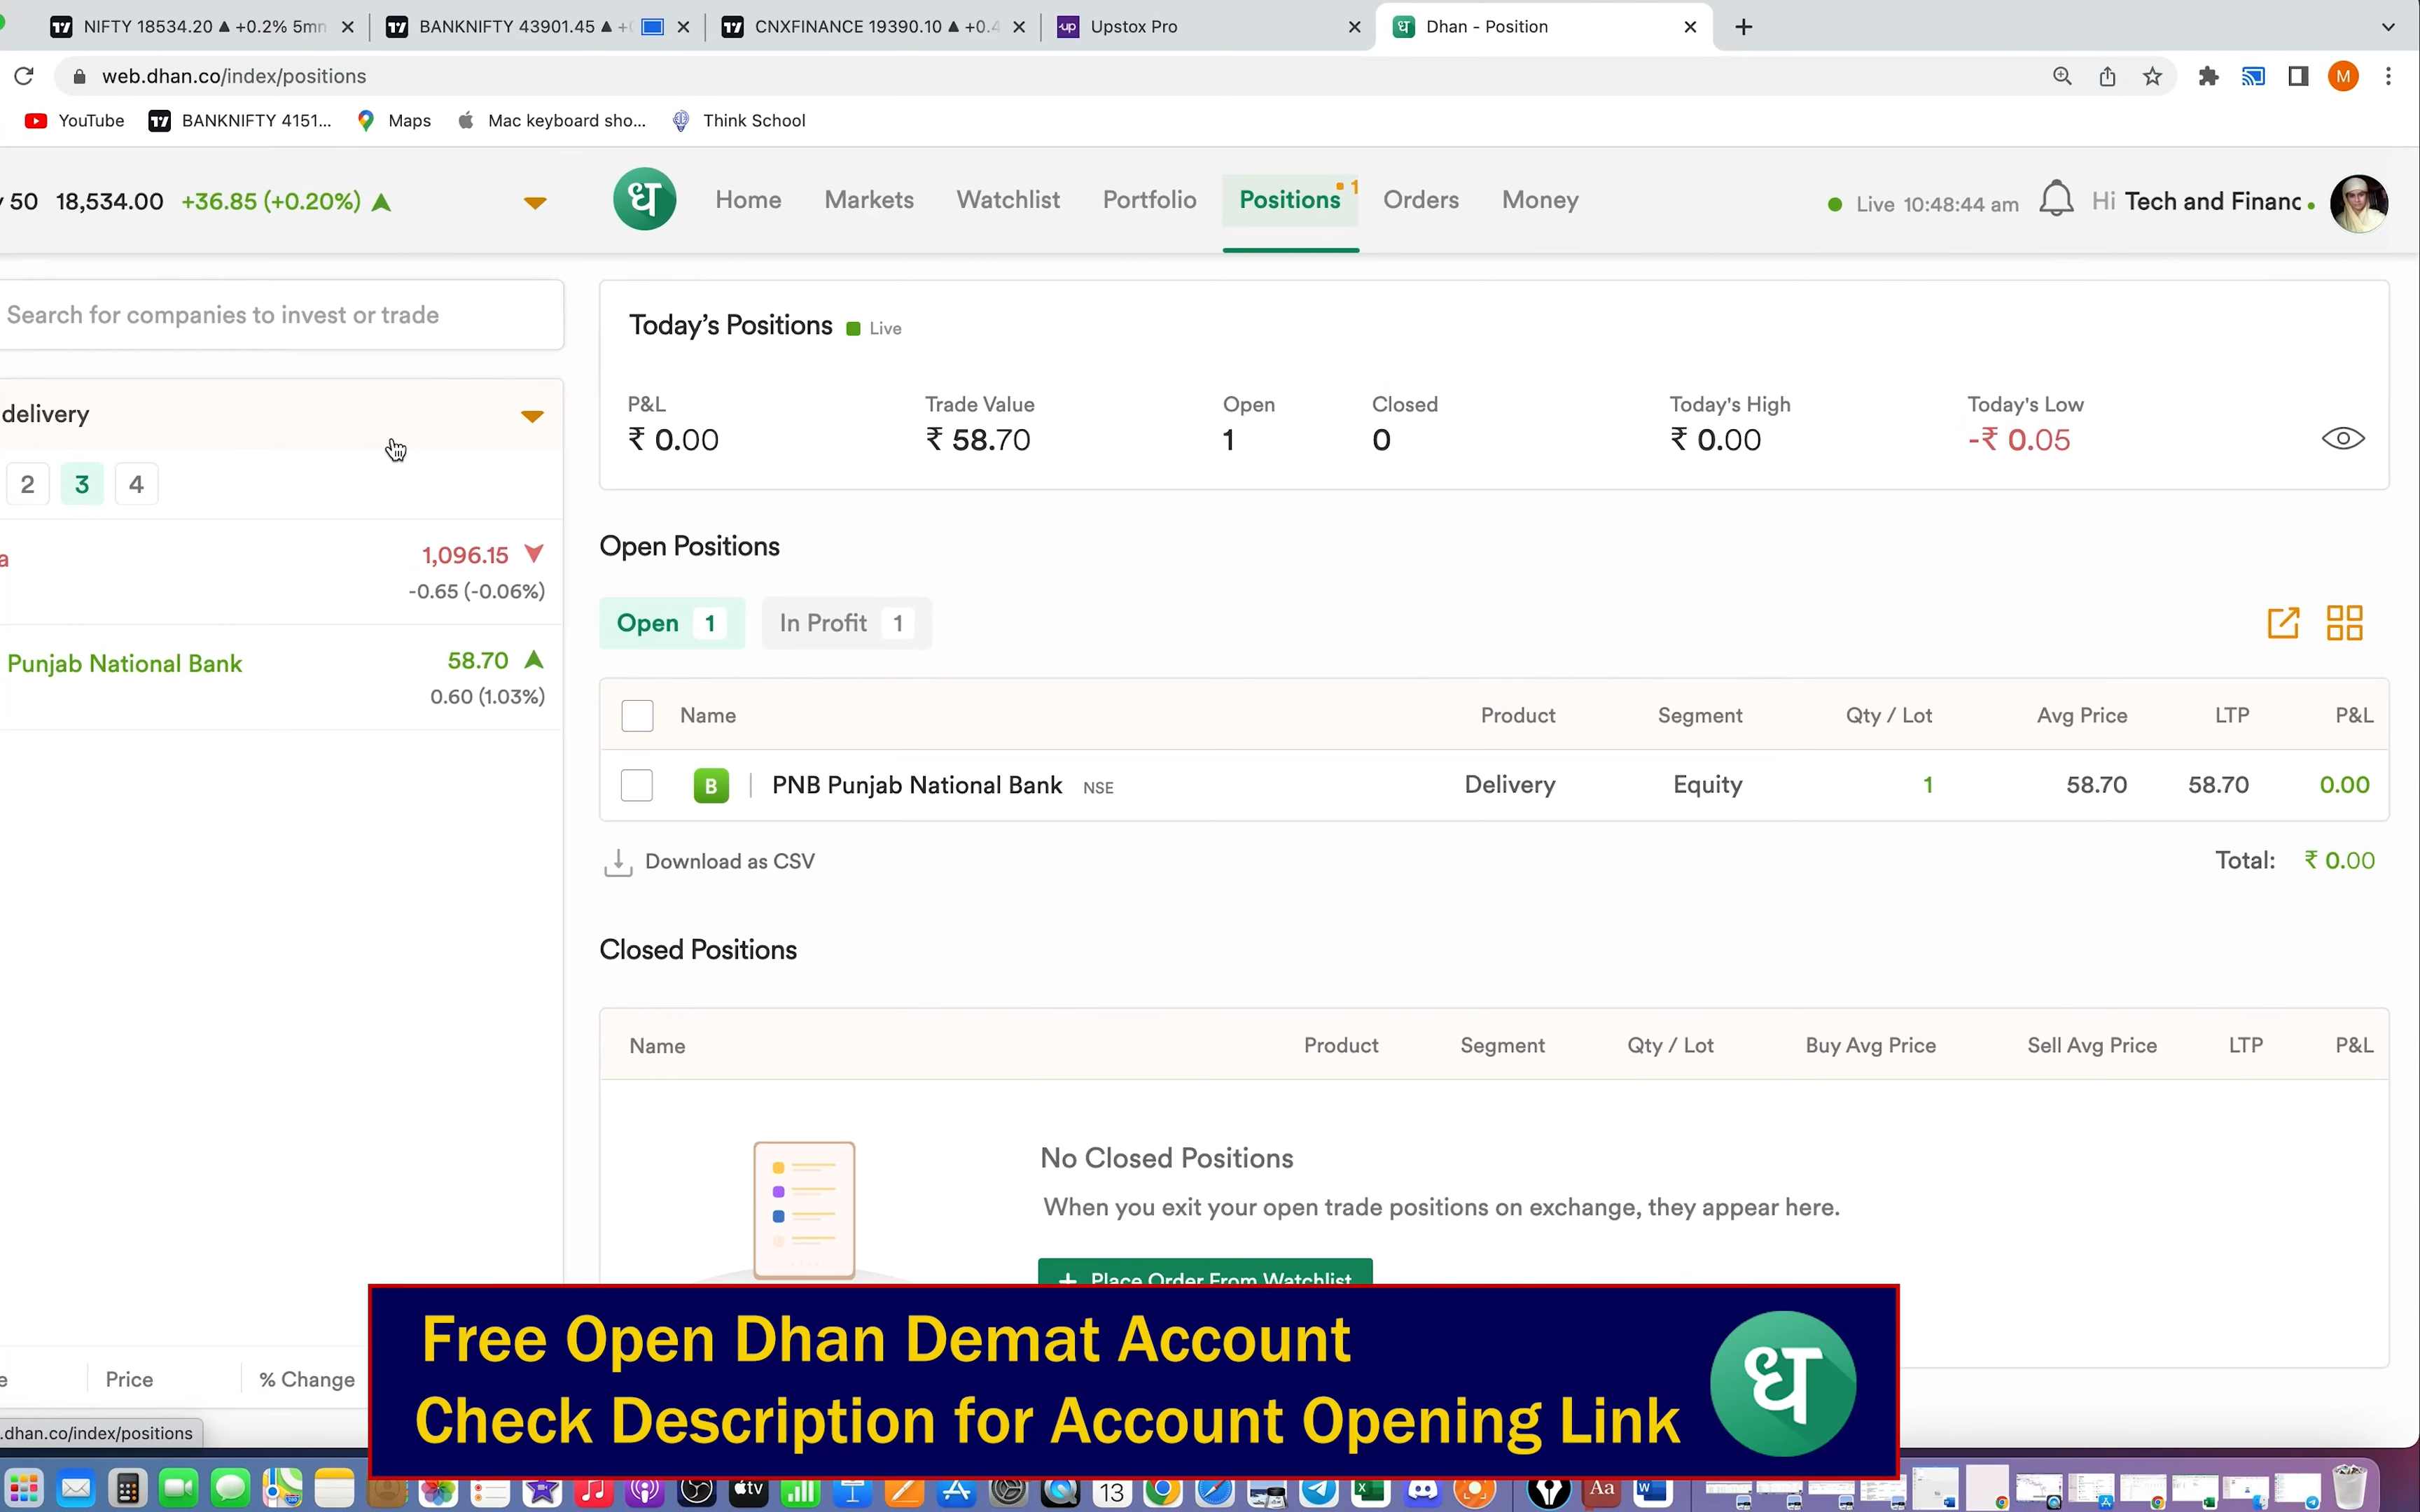 NIFTY 18534.20 ▲ +0.2% 5mn
BANKNIFTY 43901.45 ▲
CNXFINANCE 19390.10 ▲ +0.4
up Upstox Pro
Dhan - Position
web.dhan.co/index/positions
M
YouTube
BANKNIFTY 4151...
Maps
Mac keyboard sho...
Think School
50 18,534.00 +36.85 (+0.20%)
ध
Home
Markets
Watchlist
Portfolio
Positions 1
Orders
Money
Live 10:48:44 am
Hi Tech and Financ
Search for companies to invest or trade
delivery
2 3 4
a 1,096.15
-0.65 (-0.06%)
Punjab National Bank 58.70
0.60 (1.03%)
Today's Positions Live
P&L Trade Value Open Closed Today's High Today's Low
₹ 0.00 ₹ 58.70 1 0 ₹ 0.00 -₹ 0.05
Open Positions
Open 1 In Profit 1
Name Product Segment Qty / Lot Avg Price LTP P&L
B PNB Punjab National Bank NSE Delivery Equity 1 58.70 58.70 0.00
Download as CSV Total: ₹ 0.00
Closed Positions
Name Product Segment Qty / Lot Buy Avg Price Sell Avg Price LTP P&L
No Closed Positions
When you exit your open trade positions on exchange, they appear here.
+ Place Order From Watchlist
e Price % Change
.dhan.co/index/positions
Free Open Dhan Demat Account
Check Description for Account Opening Link
ध
tv
13
X
Aa
W